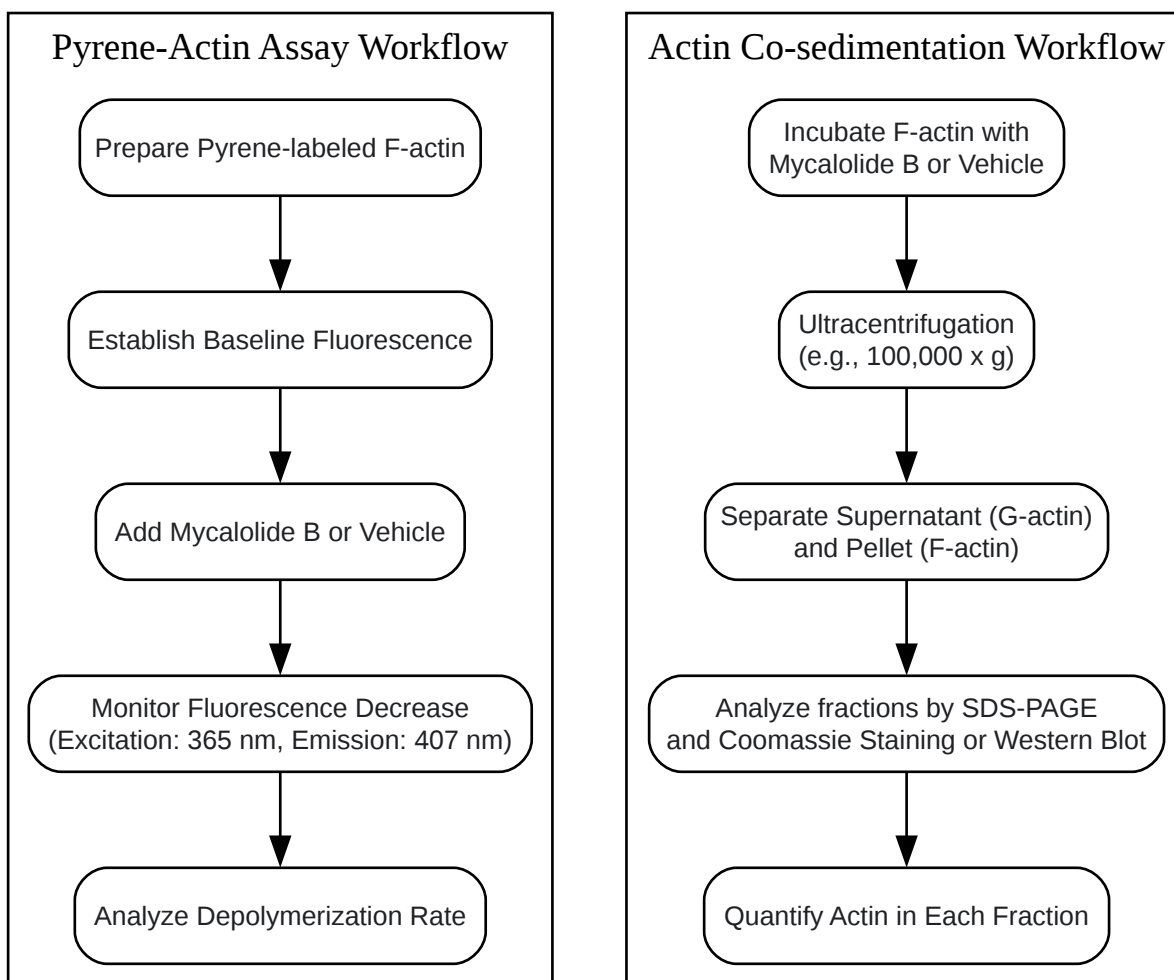 Pyrene-Actin Assay Workflow
Prepare Pyrene-labeled F-actin
Establish Baseline Fluorescence
Add Mycalolide B or Vehicle
Monitor Fluorescence Decrease
(Excitation: 365 nm, Emission: 407 nm)
Analyze Depolymerization Rate
Actin Co-sedimentation Workflow
Incubate F-actin with
Mycalolide B or Vehicle
Ultracentrifugation
(e.g., 100,000 x g)
Separate Supernatant (G-actin)
and Pellet (F-actin)
Analyze fractions by SDS-PAGE
and Coomassie Staining or Western Blot
Quantify Actin in Each Fraction